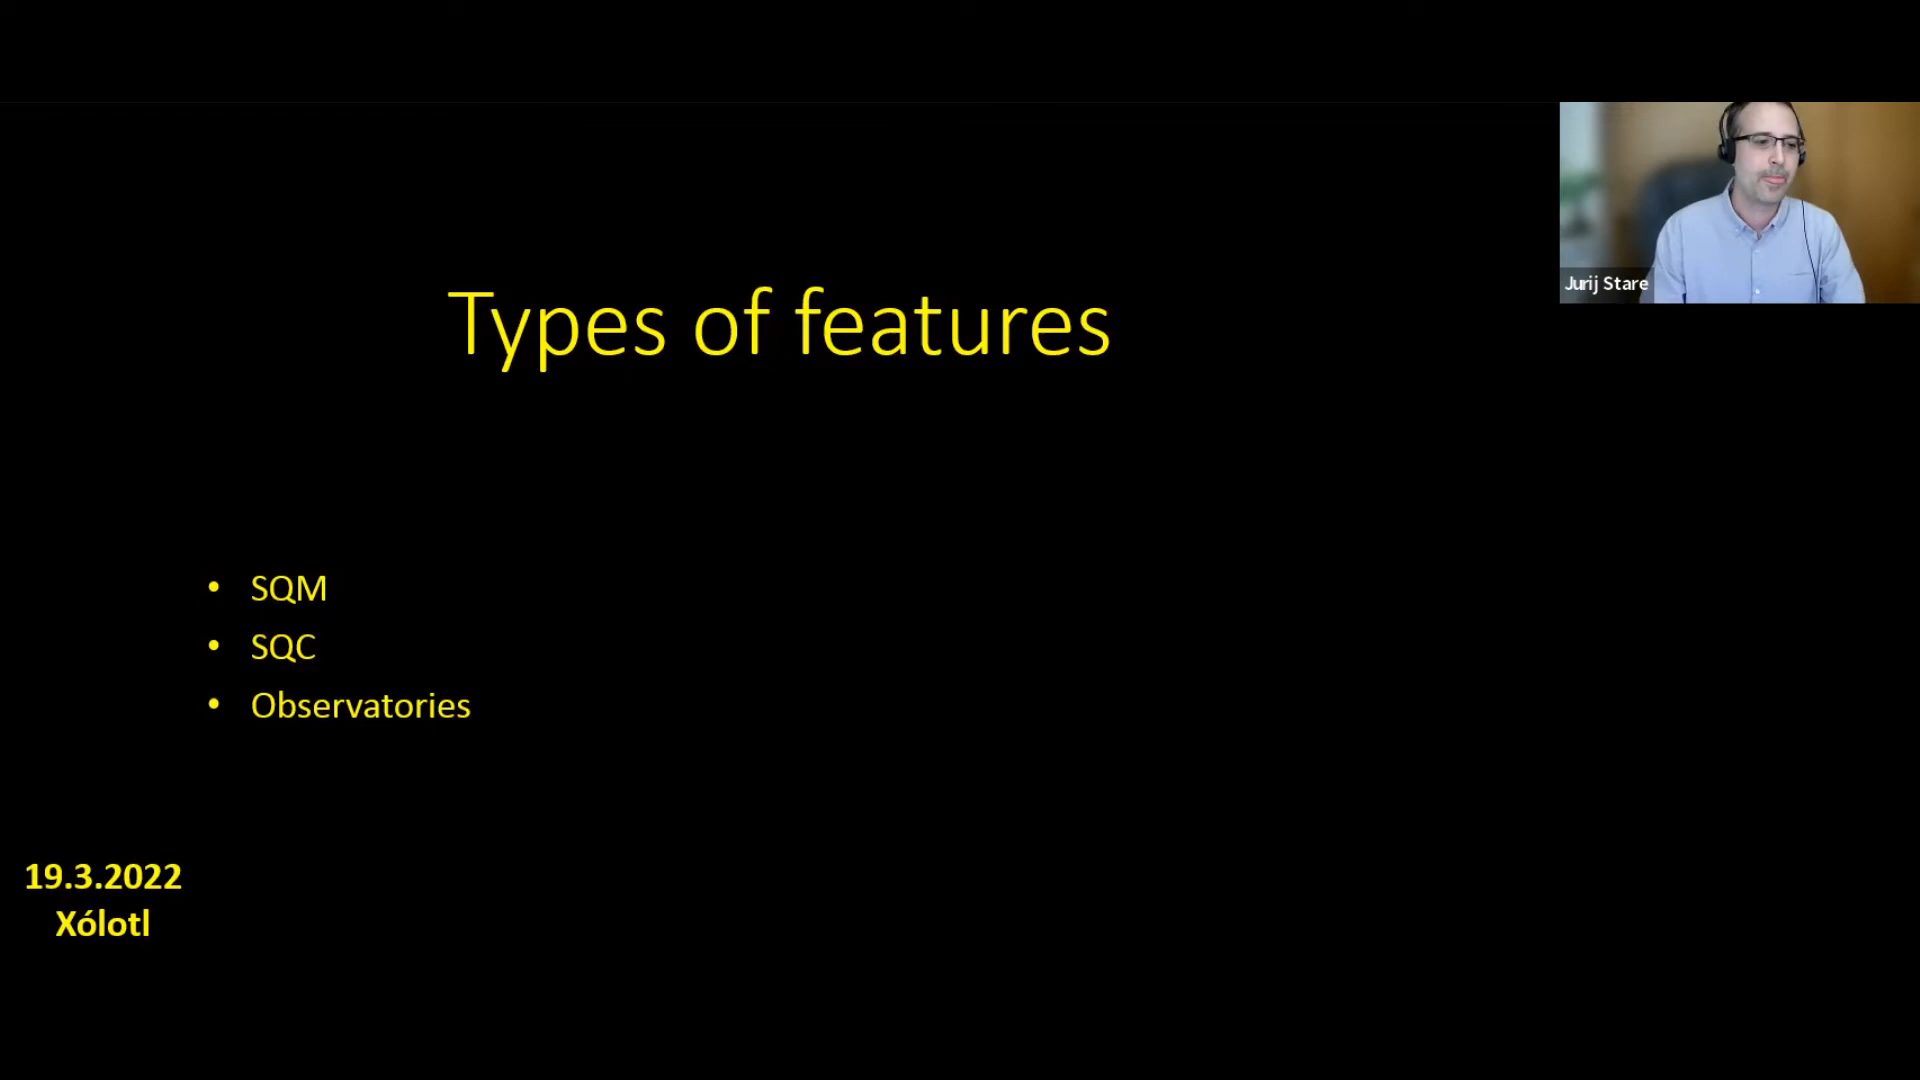 Jurij Stare
Types of features
• SQM
• SQC
• Observatories
19.3.2022
Xólotl